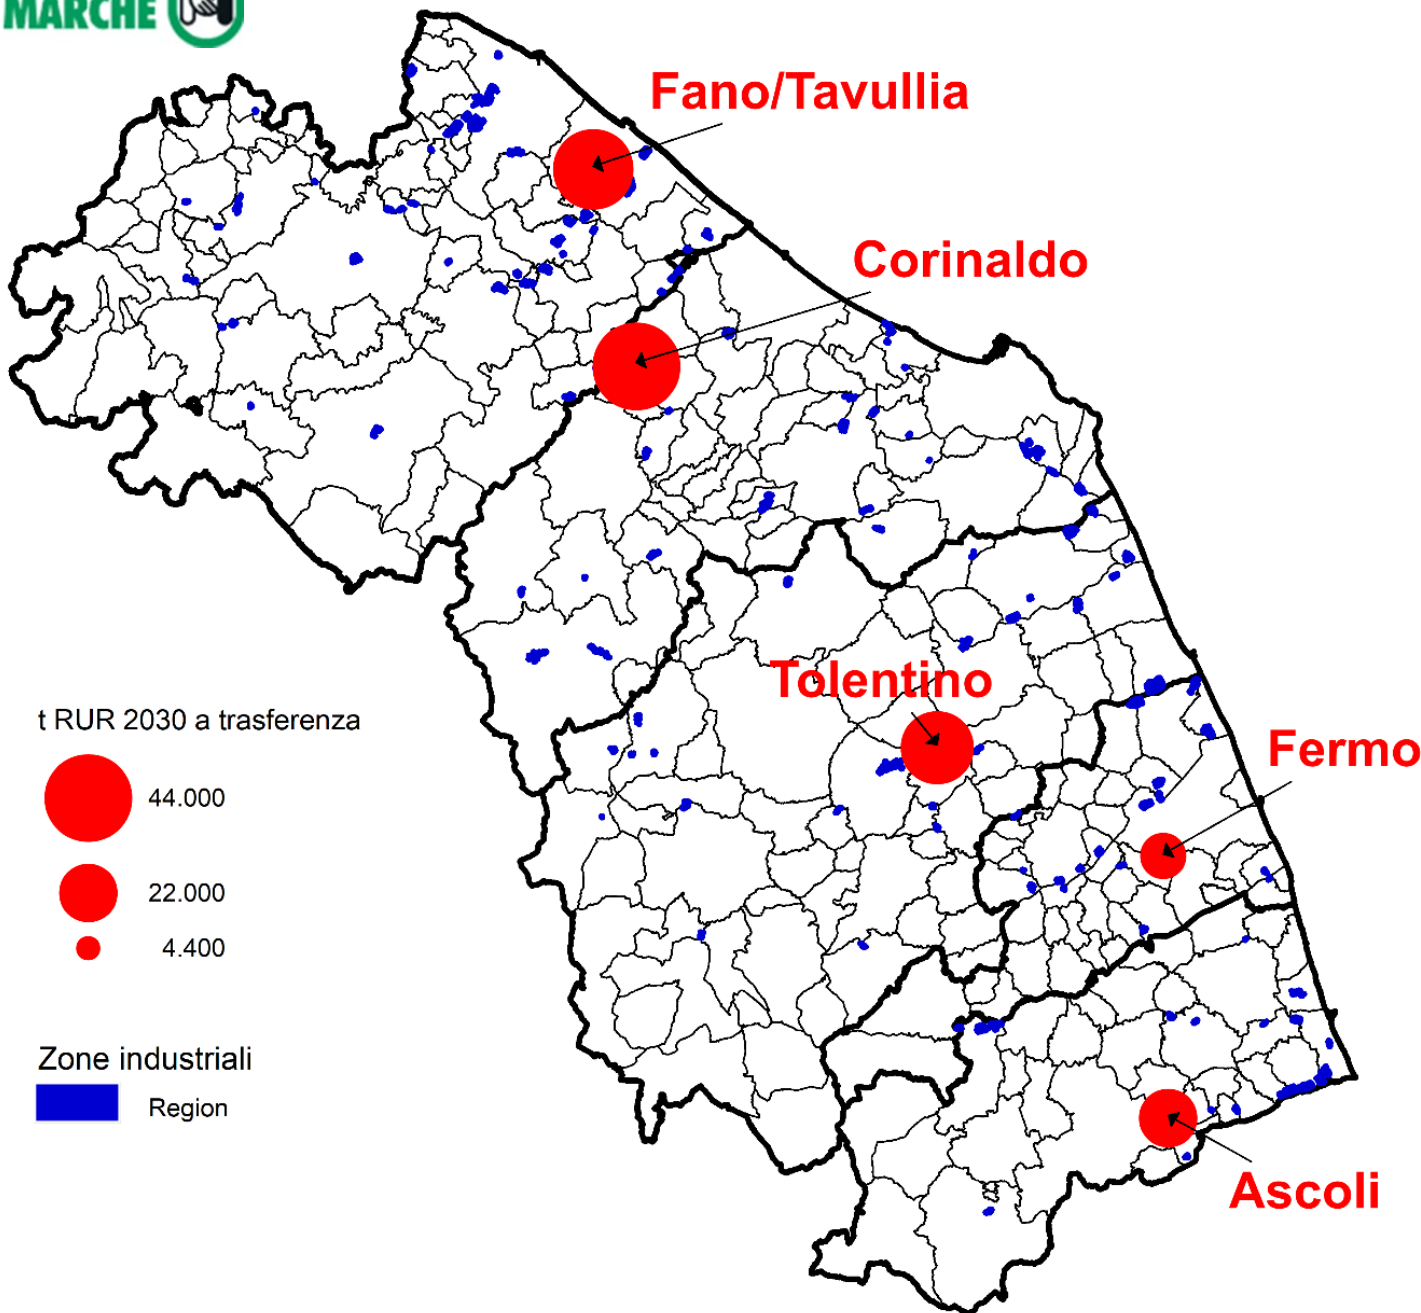 MARCHE
Fano/Tavullia
Corinaldo
Tolentino
Fermo
Ascoli
t RUR 2030 a trasferenza
44.000
22.000
4.400
Zone industriali
Region